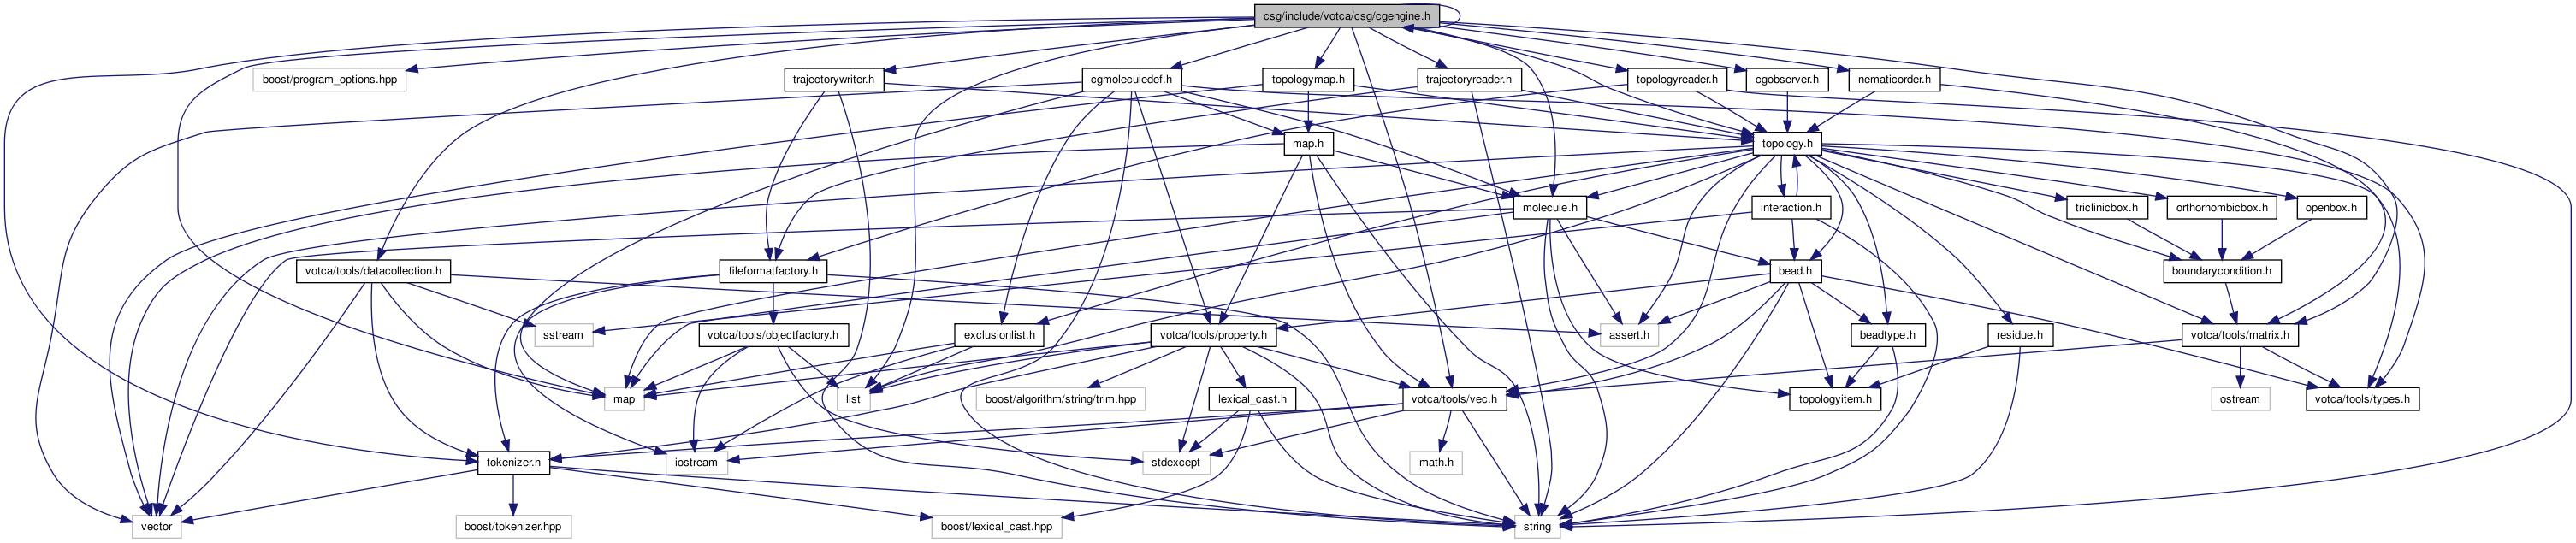 csg/include/votca/csg/cgengine.h
boost/program_options.hpp
trajectorywriter.h
cgmoleculedef.h
topologymap.h
trajectoryreader.h
topologyreader.h
cgobserver.h
nematicorder.h
map.h
topology.h
molecule.h
interaction.h
triclinicbox.h
orthorhombicbox.h
openbox.h
votca/tools/datacollection.h
fileformatfactory.h
bead.h
boundarycondition.h
sstream
votca/tools/objectfactory.h
exclusionlist.h
votca/tools/property.h
assert.h
beadtype.h
residue.h
votca/tools/matrix.h
map
list
boost/algorithm/string/trim.hpp
lexical_cast.h
votca/tools/vec.h
topologyitem.h
ostream
votca/tools/types.h
tokenizer.h
iostream
stdexcept
math.h
vector
boost/tokenizer.hpp
boost/lexical_cast.hpp
string